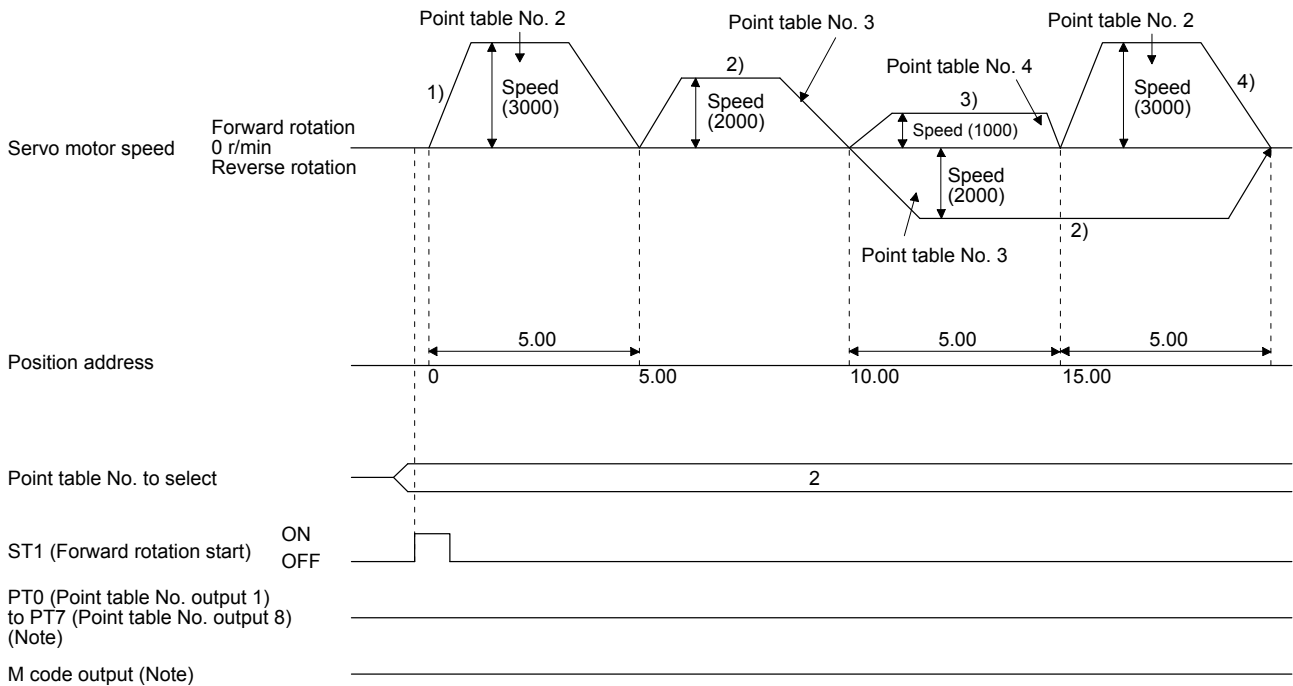 Point table No. 2
Point table No. 3
Point table No. 2
Point table No. 4
1)
2)
3)
4)
Speed
(3000)
Speed
(2000)
Speed (1000)
Speed
(3000)
Servo motor speed
Forward rotation
0 r/min
Reverse rotation
Speed
(2000)
2)
Point table No. 3
5.00
5.00
5.00
Position address
0
5.00
10.00
15.00
Point table No. to select
2
ST1 (Forward rotation start)
ON
OFF
PT0 (Point table No. output 1)
to PT7 (Point table No. output 8)
(Note)
M code output (Note)